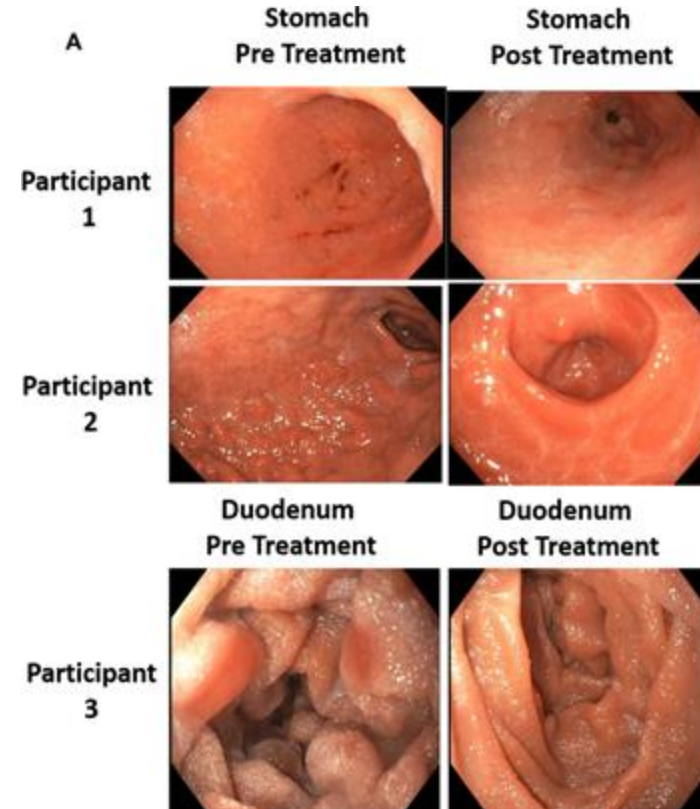 A
Stomach
Pre Treatment
Stomach
Post Treatment
Participant
1
Participant
2
Duodenum
Pre Treatment
Duodenum
Post Treatment
Participant
3